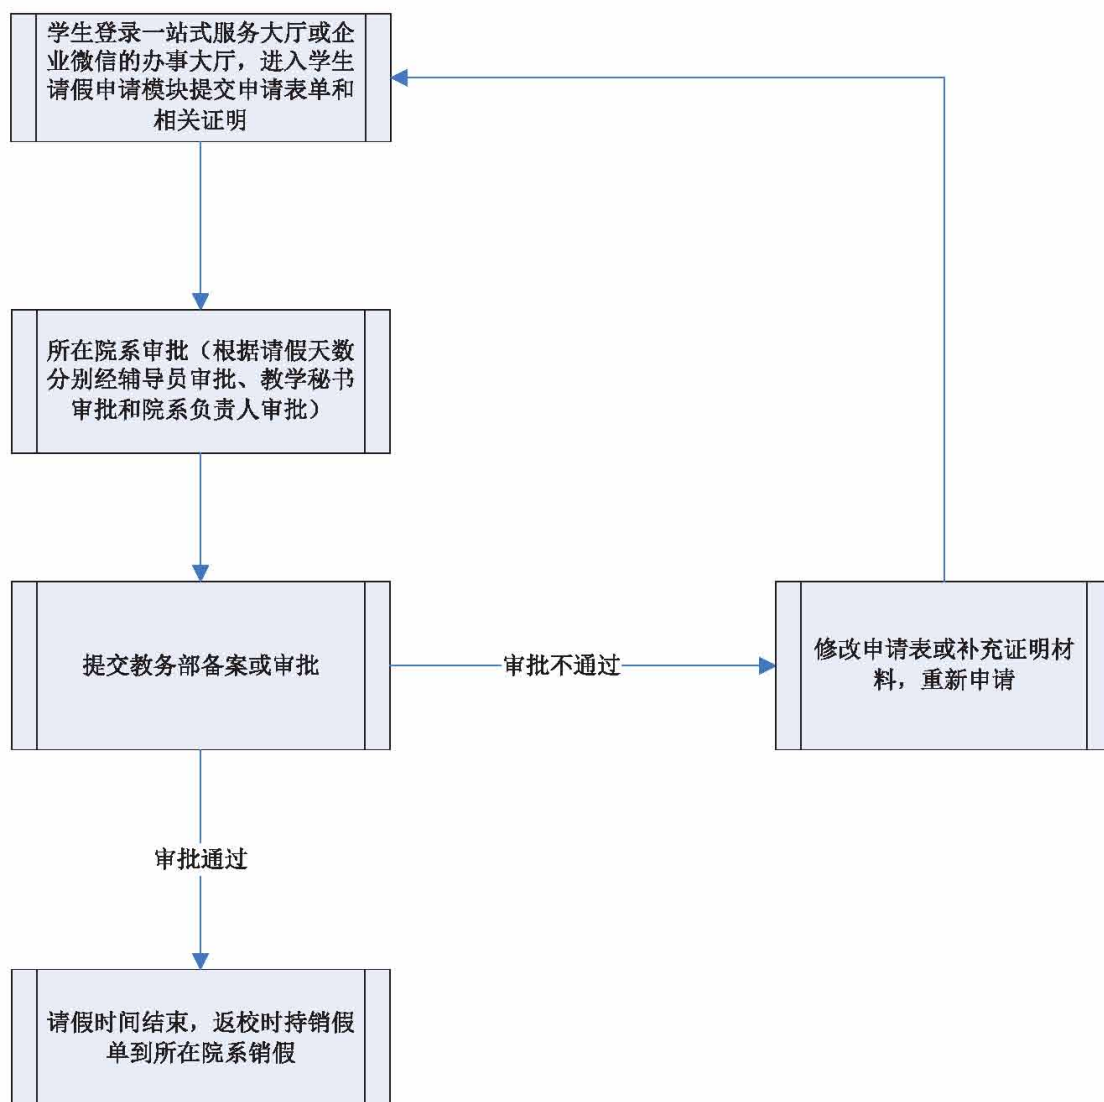 学生登录一站式服务大厅或企
业微信的办事大厅，进入学生
请假申请模块提交申请表单和
相关证明
所在院系审批（根据请假天数
分别经辅导员审批、教学秘书
审批和院系负责人审批）
提交教务部备案或审批
审批不通过
修改申请表或补充证明材
料，重新申请
审批通过
请假时间结束，返校时持销假
单到所在院系销假